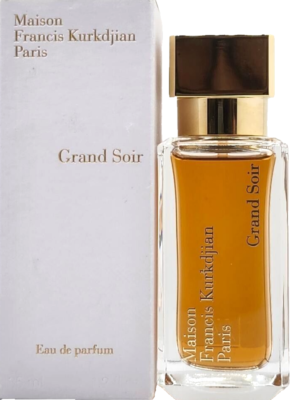 Maison
Francis Kurkdjian
Paris
Grand Soir
Eau de parfum
Maison
Francis Kurkdjian
Paris
Grand Soir